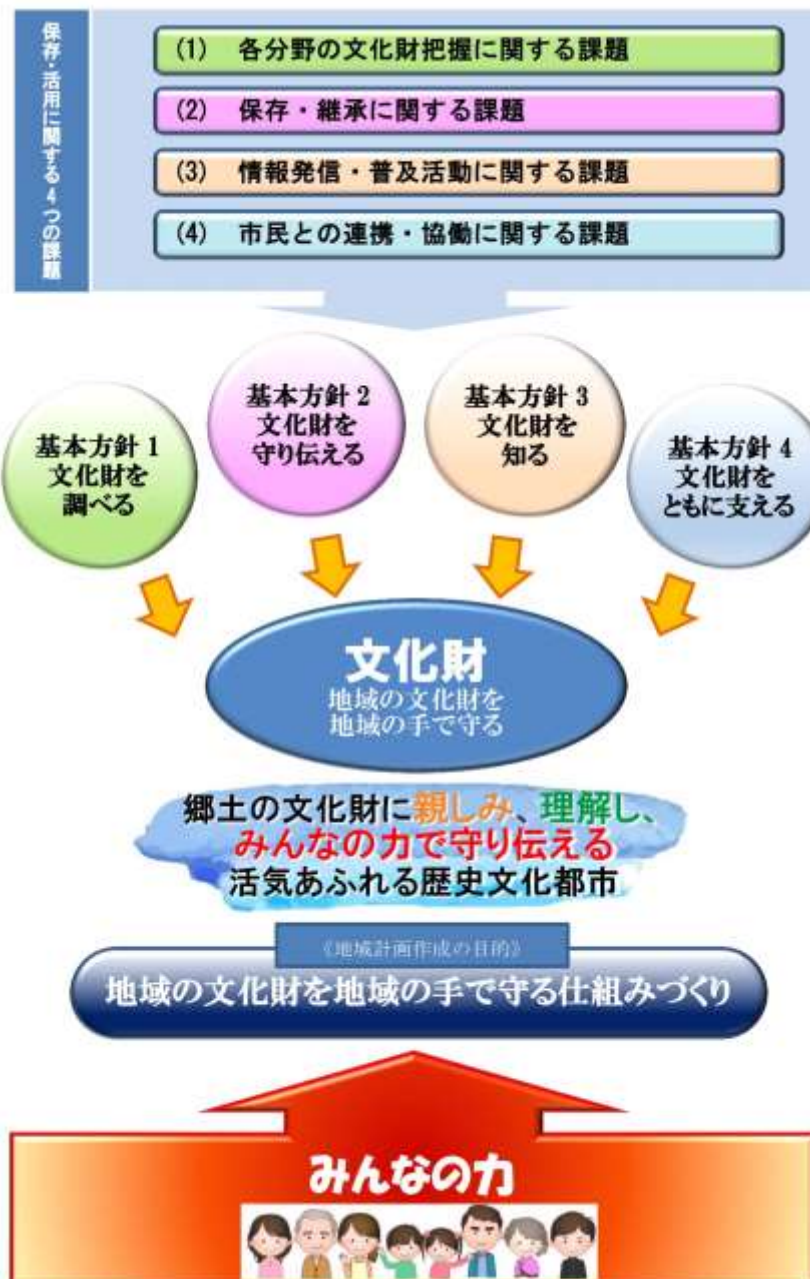 保存・活用に関する4つの課題
(1) 各分野の文化財把握に関する課題
(2) 保存・継承に関する課題
(3) 情報発信・普及活動に関する課題
(4) 市民との連携・協働に関する課題
基本方針1
文化財を
調べる
基本方針2
文化財を
守り伝える
基本方針3
文化財を
知る
基本方針4
文化財を
ともに支える
文化財
地域の文化財を
地域の手で守る
郷土の文化財に親しみ、理解し、
みんなの力で守り伝える
活気あふれる歴史文化都市
《地域計画作成の目的》
地域の文化財を地域の手で守る仕組みづくり
みんなの力